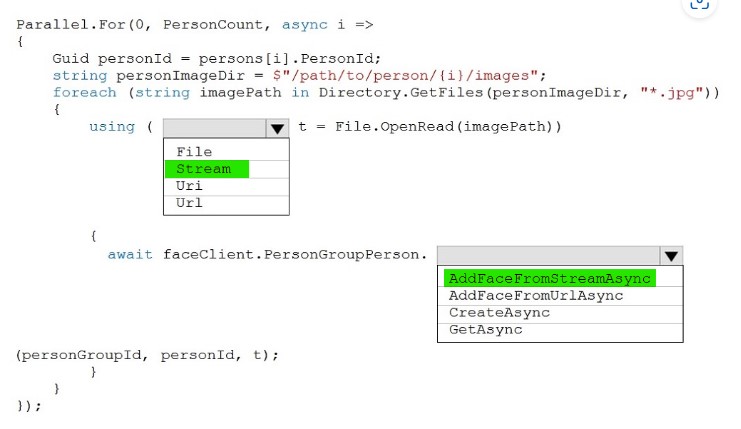 Parallel.For(0, PersonCount, async i =>
{
Guid personId = persons[i].PersonId;
string personImageDir = $"/path/to/person/{i}/images";
foreach (string imagePath in Directory.GetFiles(personImageDir, "*.jpg"))
{
using ( t = File.OpenRead(imagePath))
File
Stream
Uri
Url
{
await faceClient.PersonGroupPerson.
AddFaceFromStreamAsync
AddFaceFromUrlAsync
CreateAsync
GetAsync
(personGroupId, personId, t);
}
}
});